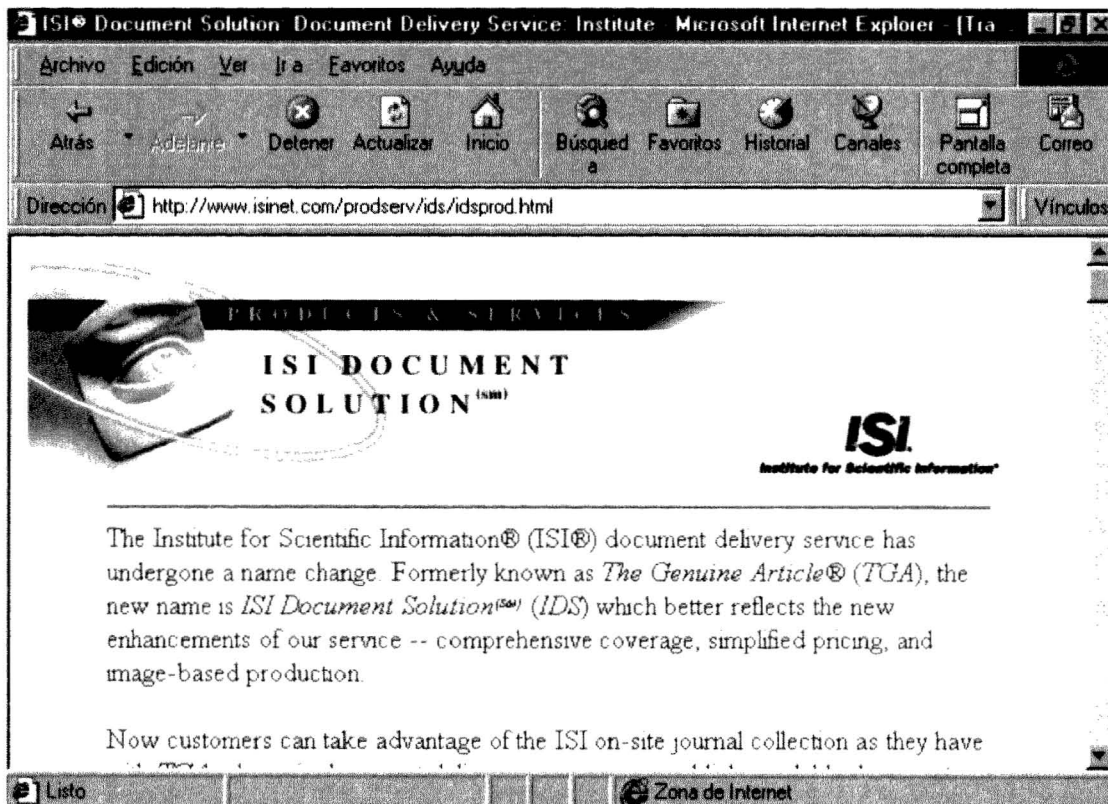 ISI® Document Solution: Document Delivery Service: Institute - Microsoft Internet Explorer - [Tra
Archivo Edición Ver Ir a Favoritos Ayuda
Atrás Adelante Detener Actualizar Inicio Búsqued a Favoritos Historial Canales Pantalla completa Correo
Dirección http://www.isinet.com/prodserv/ids/idsprod.html Vínculos
PRODUCTS & SERVICES
ISI DOCUMENT
SOLUTION(sm)
ISI.
Institute for Scientific Information®
The Institute for Scientific Information® (ISI®) document delivery service has
undergone a name change. Formerly known as The Genuine Article® (TGA), the
new name is ISI Document Solution(SM) (IDS) which better reflects the new
enhancements of our service -- comprehensive coverage, simplified pricing, and
image-based production.
Now customers can take advantage of the ISI on-site journal collection as they have
Listo Zona de Internet